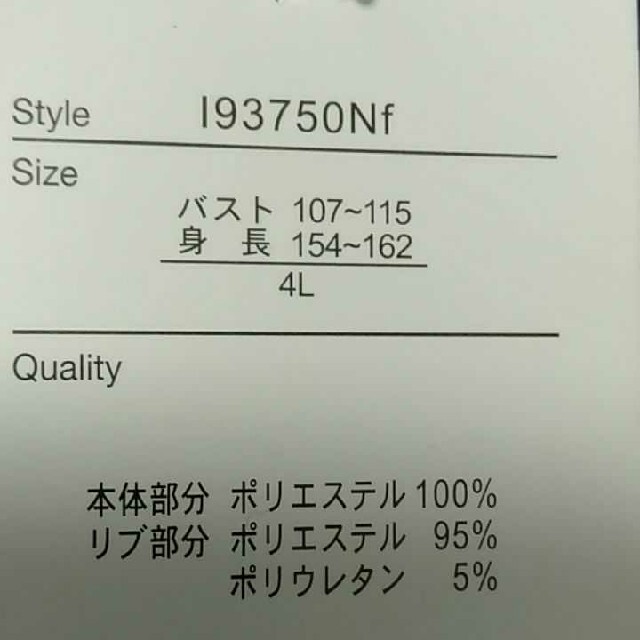 Style I93750Nf
Size
バスト 107~115
身 長 154~162
4L
Quality
本体部分 ポリエステル 100%
リブ部分 ポリエステル 95%
ポリウレタン 5%